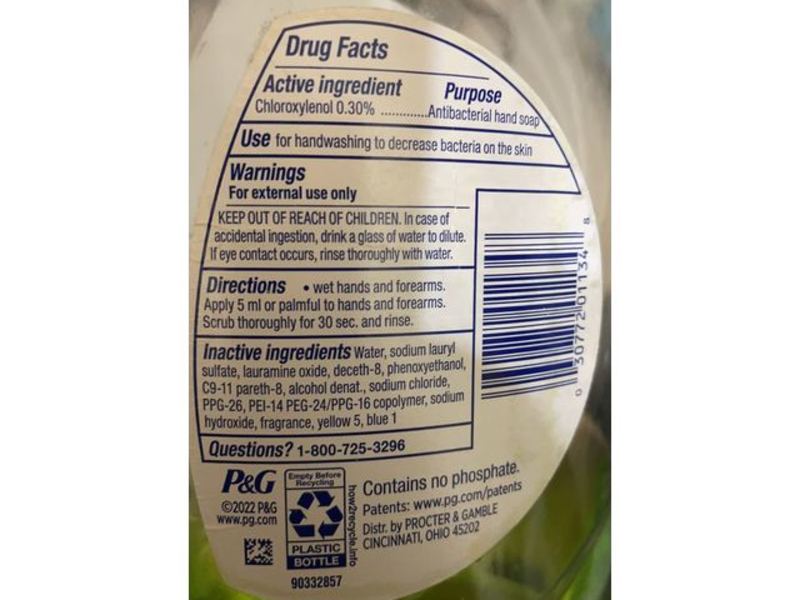 Drug Facts
Active ingredient Purpose
Chloroxylenol 0.30% ..............Antibacterial hand soap
Use for handwashing to decrease bacteria on the skin
Warnings
For external use only
KEEP OUT OF REACH OF CHILDREN. In case of
accidental ingestion, drink a glass of water to dilute.
If eye contact occurs, rinse thoroughly with water.
Directions • wet hands and forearms.
Apply 5 ml or palmful to hands and forearms.
Scrub thoroughly for 30 sec. and rinse.
Inactive ingredients Water, sodium lauryl
sulfate, lauramine oxide, deceth-8, phenoxyethanol,
C9-11 pareth-8, alcohol denat., sodium chloride,
PPG-26, PEI-14 PEG-24/PPG-16 copolymer, sodium
hydroxide, fragrance, yellow 5, blue 1
Questions? 1-800-725-3296
0 30772 01134 8
P&G
©2022 P&G
www.pg.com
Empty Before
Recycling
PLASTIC
BOTTLE
how2recycle.info
90332857
Contains no phosphate.
Patents: www.pg.com/patents
Distr. by PROCTER & GAMBLE
CINCINNATI, OHIO 45202